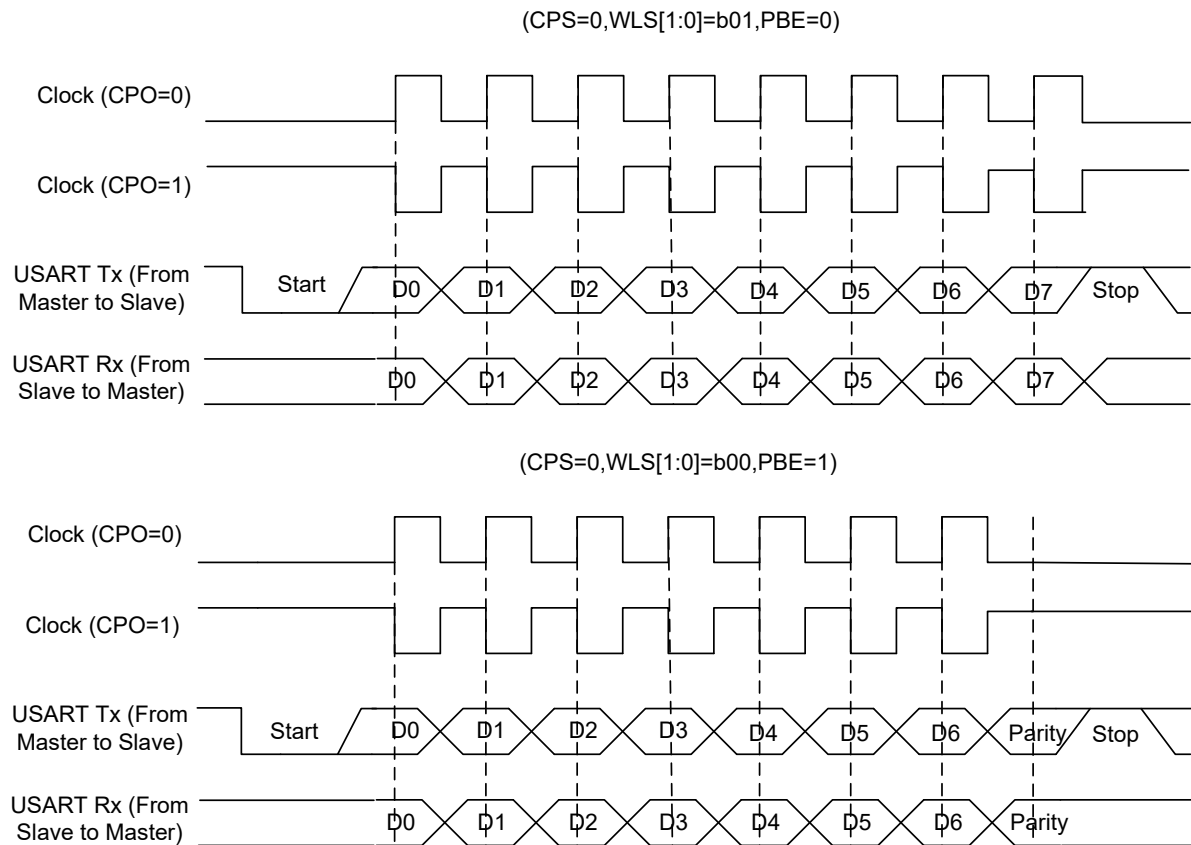 (CPS=0,WLS[1:0]=b01,PBE=0)
Clock (CPO=0)
Clock (CPO=1)
USART Tx (From
Master to Slave)
Start D0 D1 D2 D3 D4 D5 D6 D7 Stop
USART Rx (From
Slave to Master)
D0 D1 D2 D3 D4 D5 D6 D7
(CPS=0,WLS[1:0]=b00,PBE=1)
Clock (CPO=0)
Clock (CPO=1)
USART Tx (From
Master to Slave)
Start D0 D1 D2 D3 D4 D5 D6 Parity Stop
USART Rx (From
Slave to Master)
D0 D1 D2 D3 D4 D5 D6 Parity